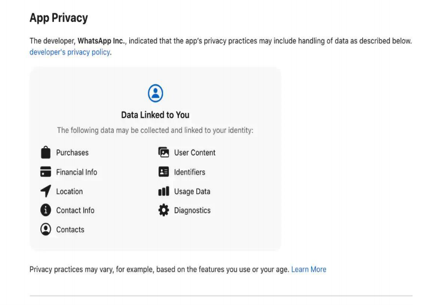 App Privacy
The developer, WhatsApp Inc., indicated that the app's privacy practices may include handling of data as described below.
developer's privacy policy.
Data Linked to You
The following data may be collected and linked to your identity:
Purchases
Financial Info
Location
Contact Info
Contacts
User Content
Identifiers
Usage Data
Diagnostics
Privacy practices may vary, for example, based on the features you use or your age. Learn More